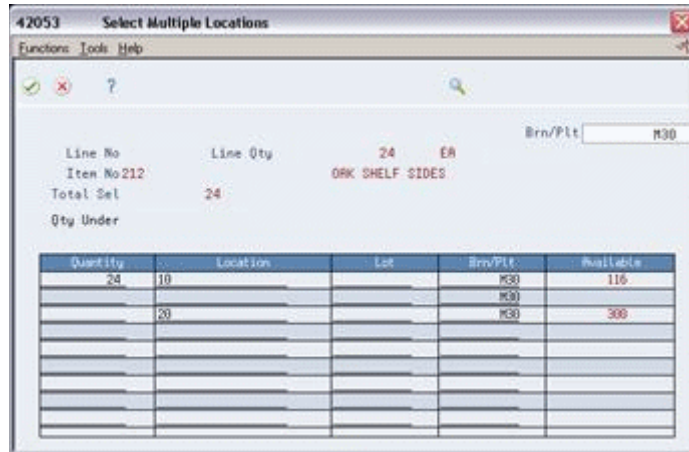 42053 Select Multiple Locations
Functions Tools Help
?
Brn/Plt M30
Line No Line Qty 24 EA
Item No 212 OAK SHELF SIDES
Total Sel 24
Qty Under
Quantity Location Lot Brn/Plt Available
24 10 M30 116
M30
20 M30 300